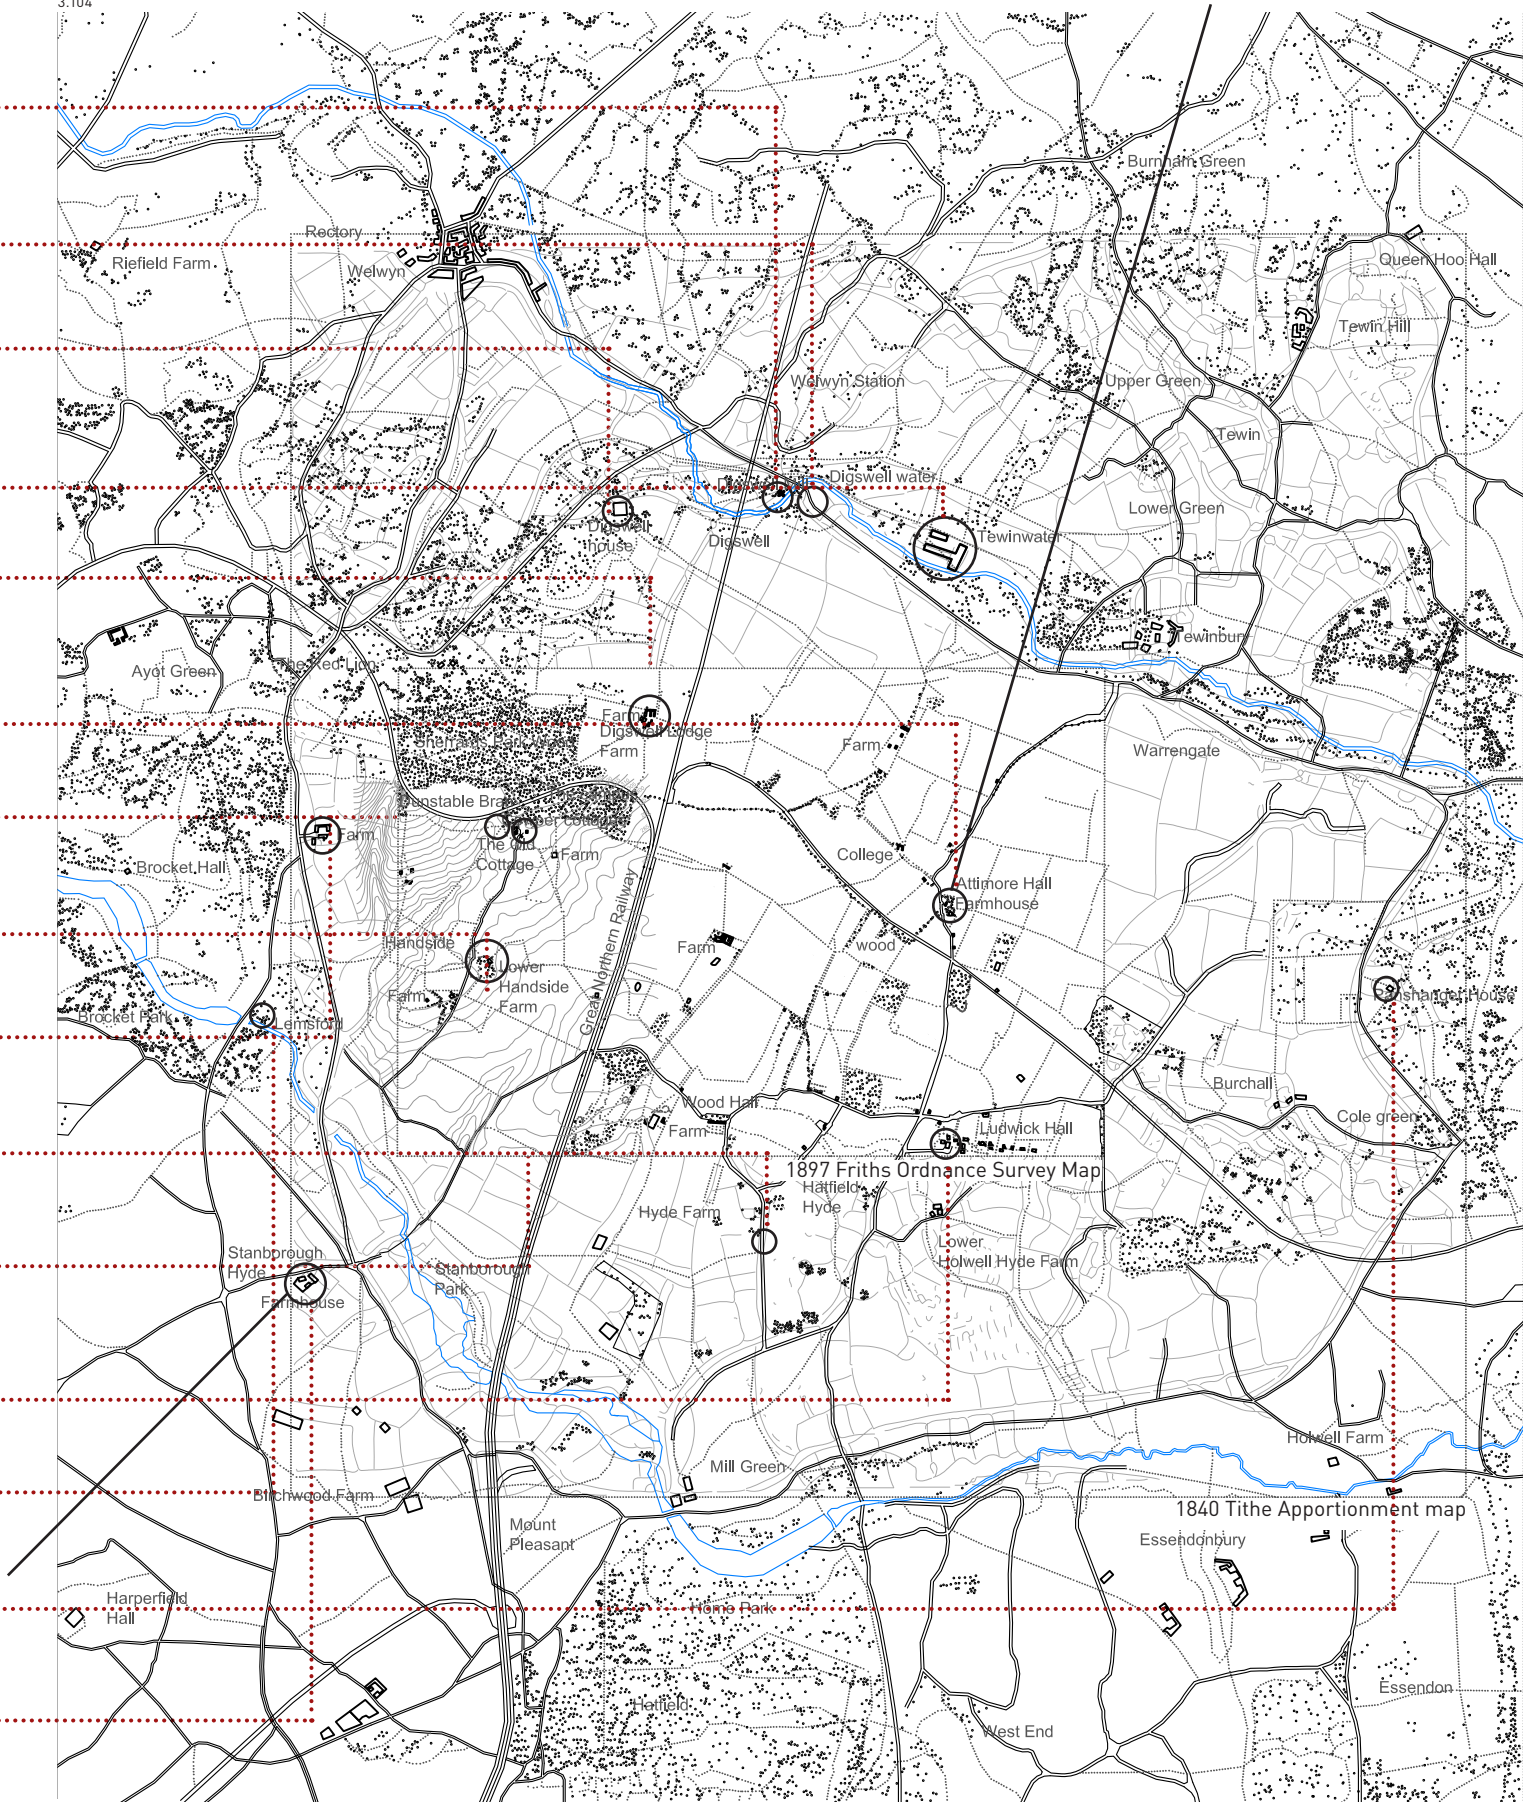 3.104
Burnham Green
Rectory
Riefield Farm
Welwyn
Queen Hoo Hall
Tewin Hill
Welwyn Station
Upper Green
Tewin
Digswell water
Lower Green
Digswell
house
Digswell
Tewinwater
Tewinbury
The Red Lion
Ayot Green
Farm
Digswell Lodge
Farm
Sherrards Park Wood
Farm
Warrengate
Dunstable Bra
Farm
The Old
Cottage
Farm
College
Brocket Hall
Attimore Hall
Farmhouse
Great Northern Railway
Handside
Farm
wood
Lower
Handside
Farm
Farm
Panshanger House
Brocket Park
Lemsford
Burchall
Wood Hall
Farm
Cole green
Ludwick Hall
1897 Friths Ordnance Survey Map
Hatfield
Hyde
Hyde Farm
Lower
Holwell Hyde Farm
Stanborough
Hyde
Stanborough
Park
Farmhouse
Holwell Farm
Mill Green
Birchwood Farm
1840 Tithe Apportionment map
Mount
Pleasant
Essendonbury
Harperfield
Hall
Home Park
Essendon
Hatfield
West End